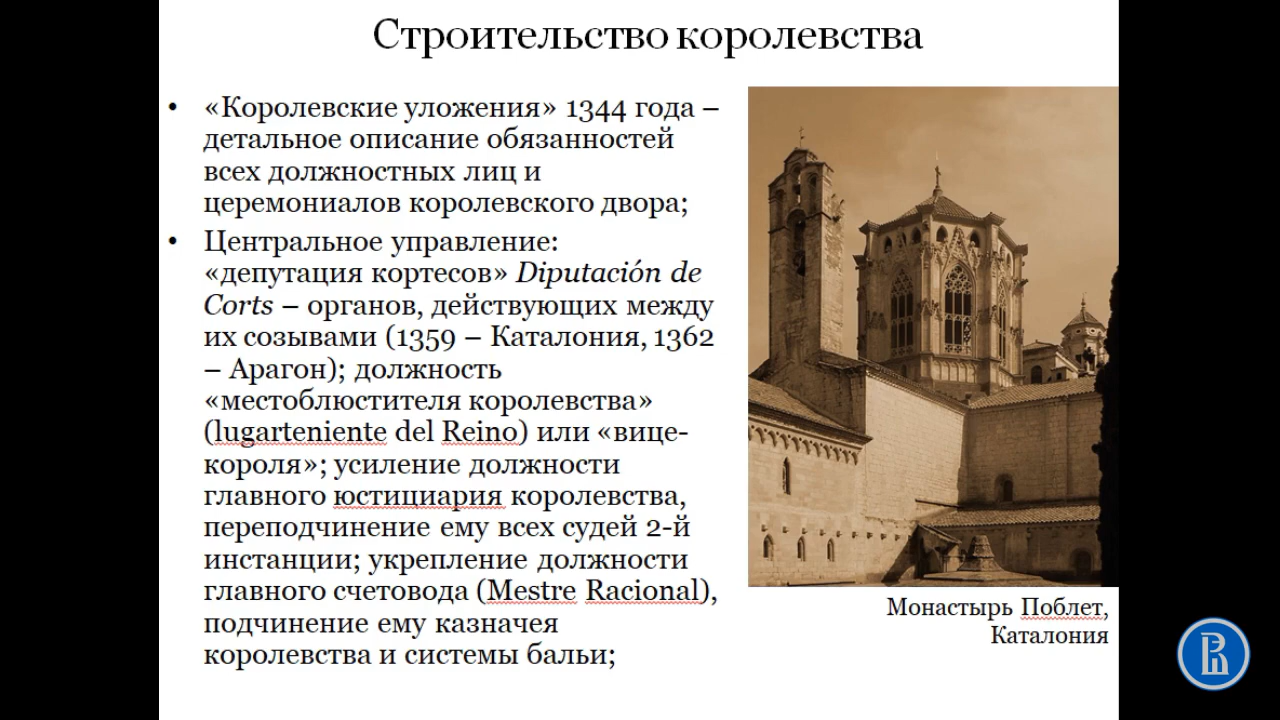 Строительство королевства
• «Королевские уложения» 1344 года –
детальное описание обязанностей
всех должностных лиц и
церемониалов королевского двора;
• Центральное управление:
«депутация кортесов» Diputación de
Corts – органов, действующих между
их созывами (1359 – Каталония, 1362
– Арагон); должность
«местоблюстителя королевства»
(lugarteniente del Reino) или «вице-
короля»; усиление должности
главного юстициария королевства,
переподчинение ему всех судей 2-й
инстанции; укрепление должности
главного счетовода (Mestre Racional),
подчинение ему казначея
королевства и системы бальи;
Монастырь Поблет,
Каталония